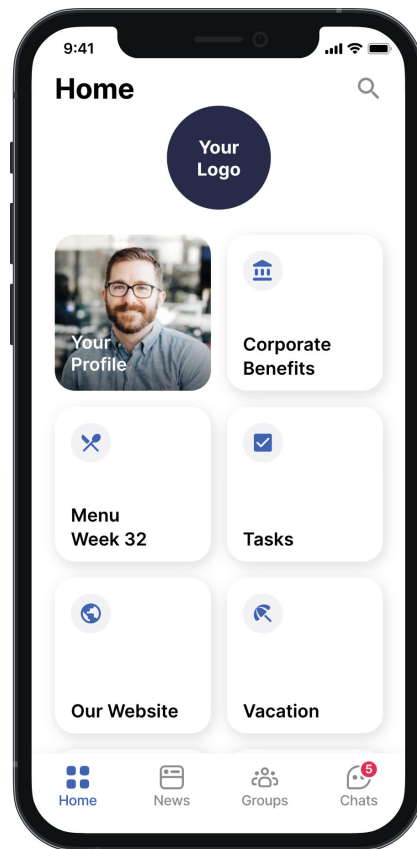 9:41
Home
Your
Logo
Your
Profile
Corporate
Benefits
Menu
Week 32
Tasks
Our Website
Vacation
Home
News
Groups
5
Chats